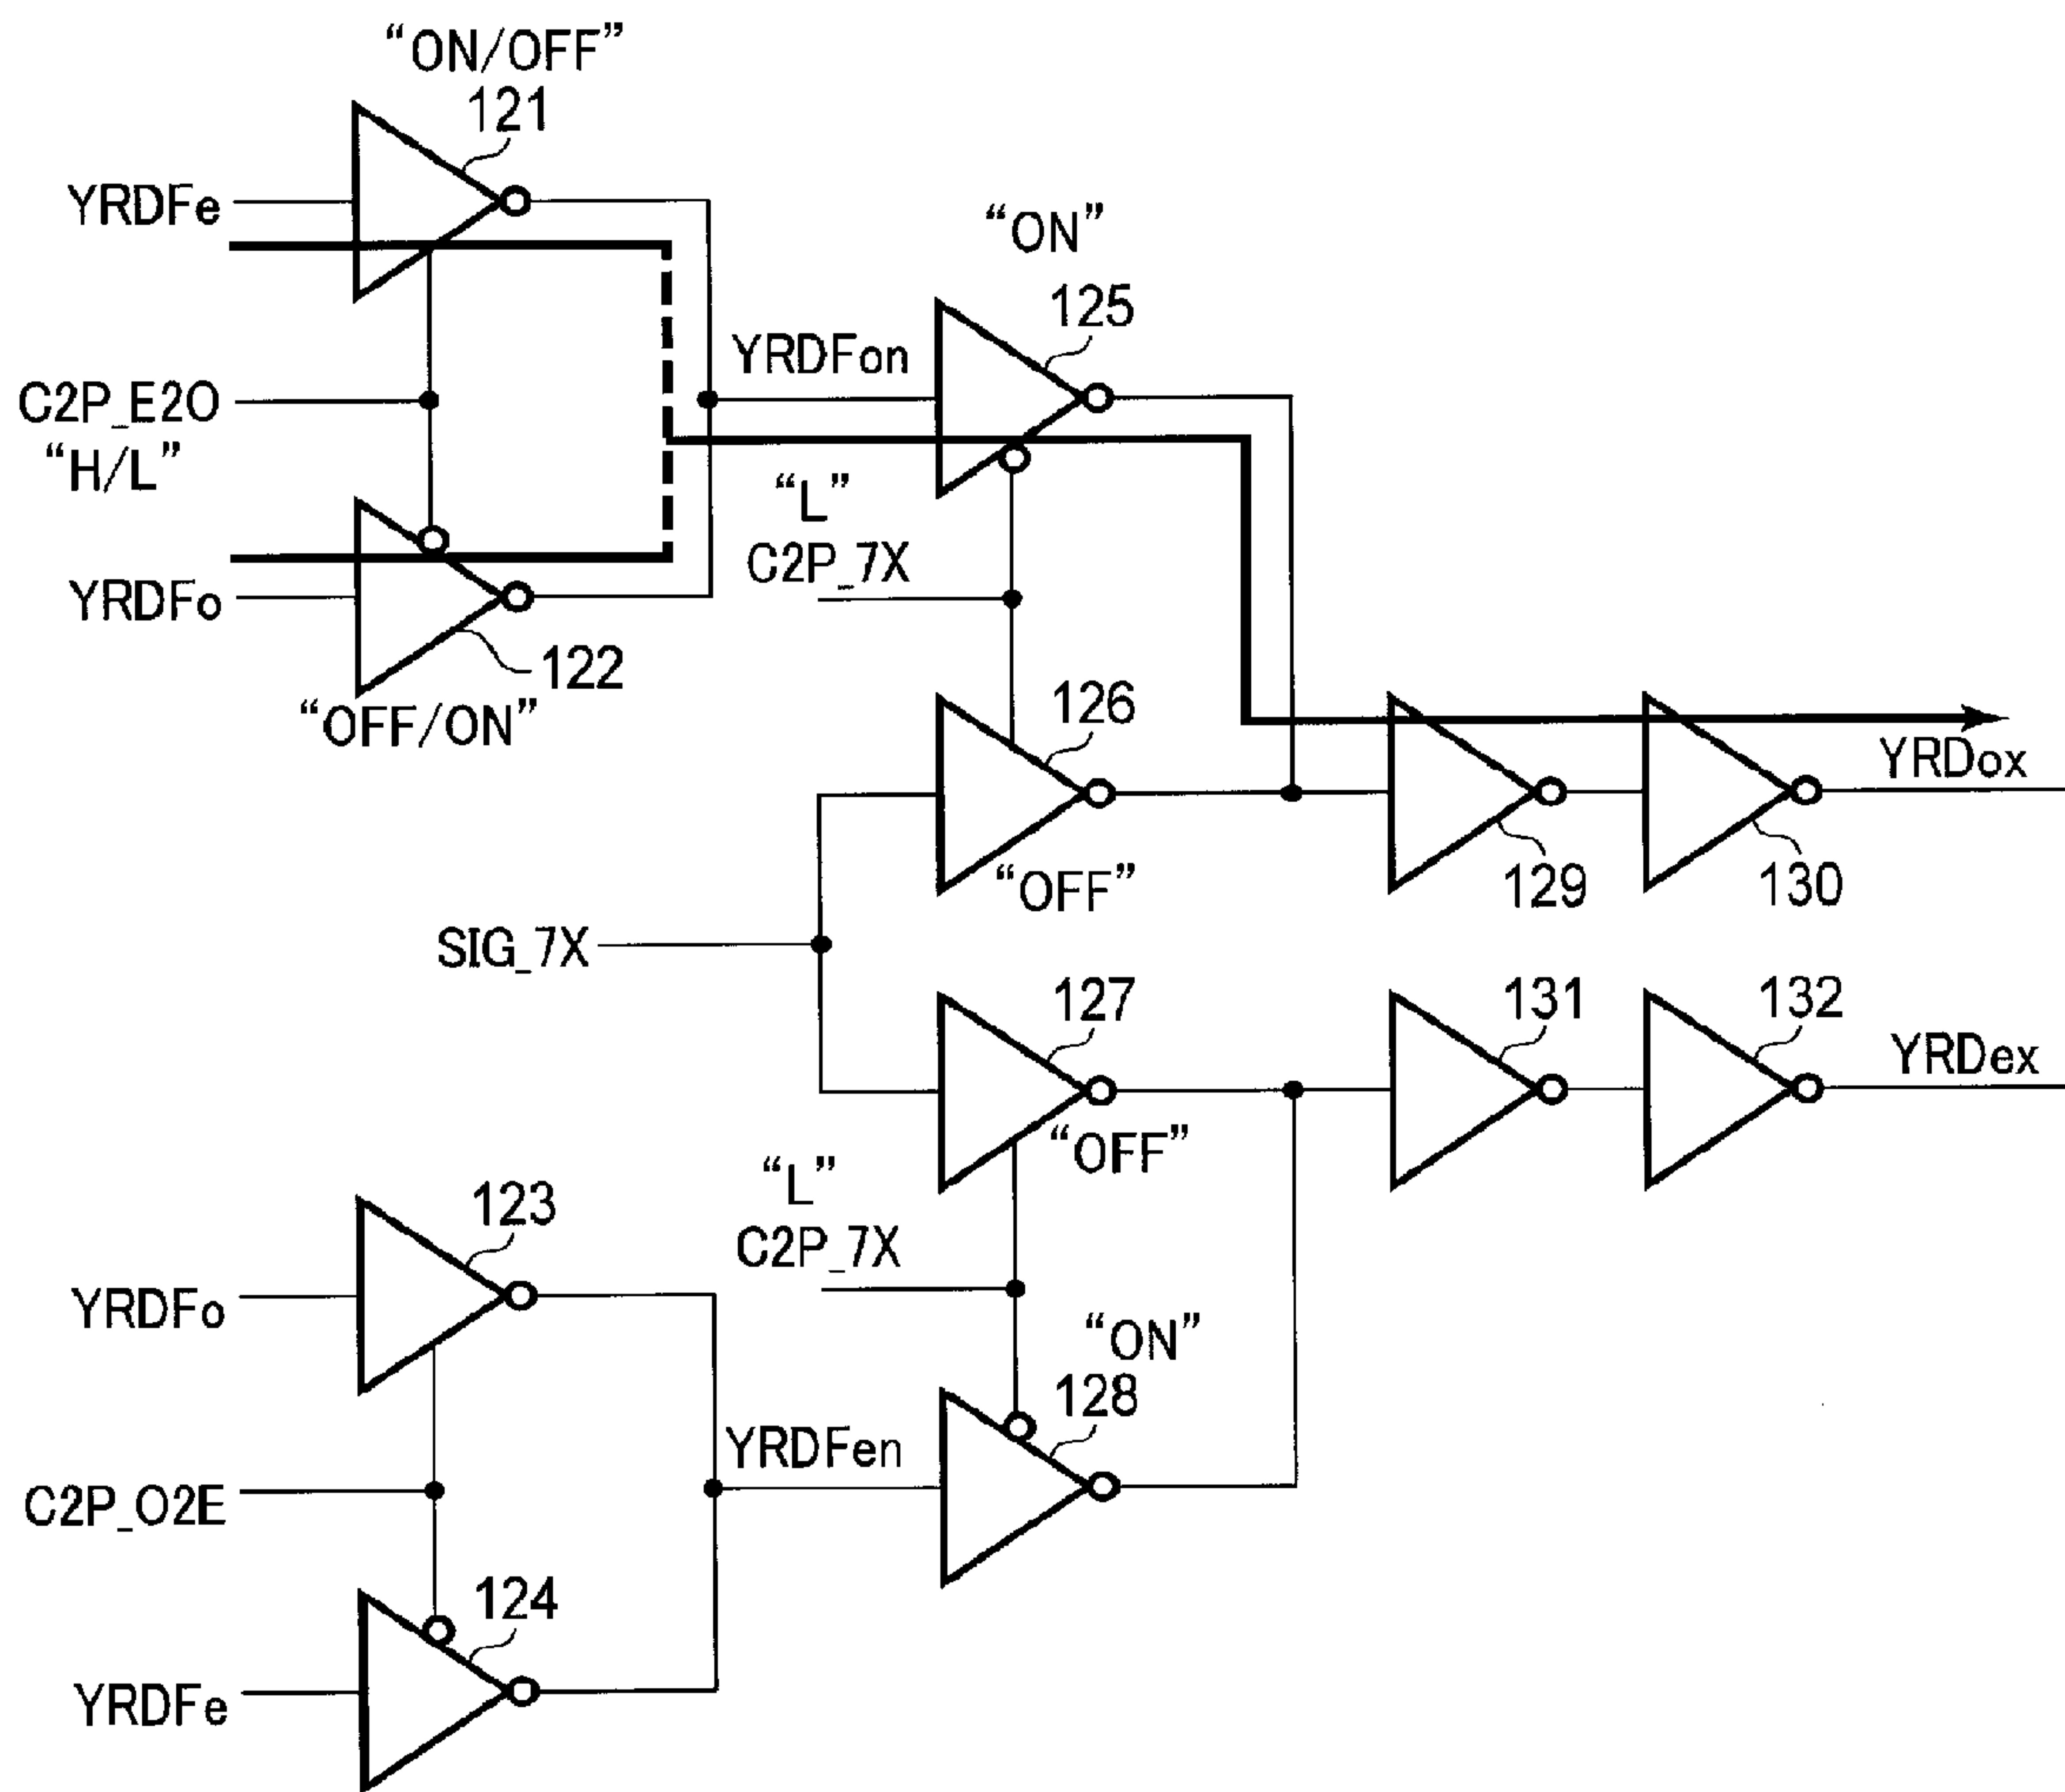 “ON/OFF”
121
YRDFe
“ON”
125
YRDFon
C2P_E2O
“H/L”
“L”
C2P_7X
YRDFo
122
“OFF/ON”
126
YRDox
“OFF”
129
130
SIG_7X
127
131
132
YRDex
“OFF”
“L”
C2P_7X
123
YRDFo
“ON”
128
YRDFen
C2P_O2E
124
YRDFe